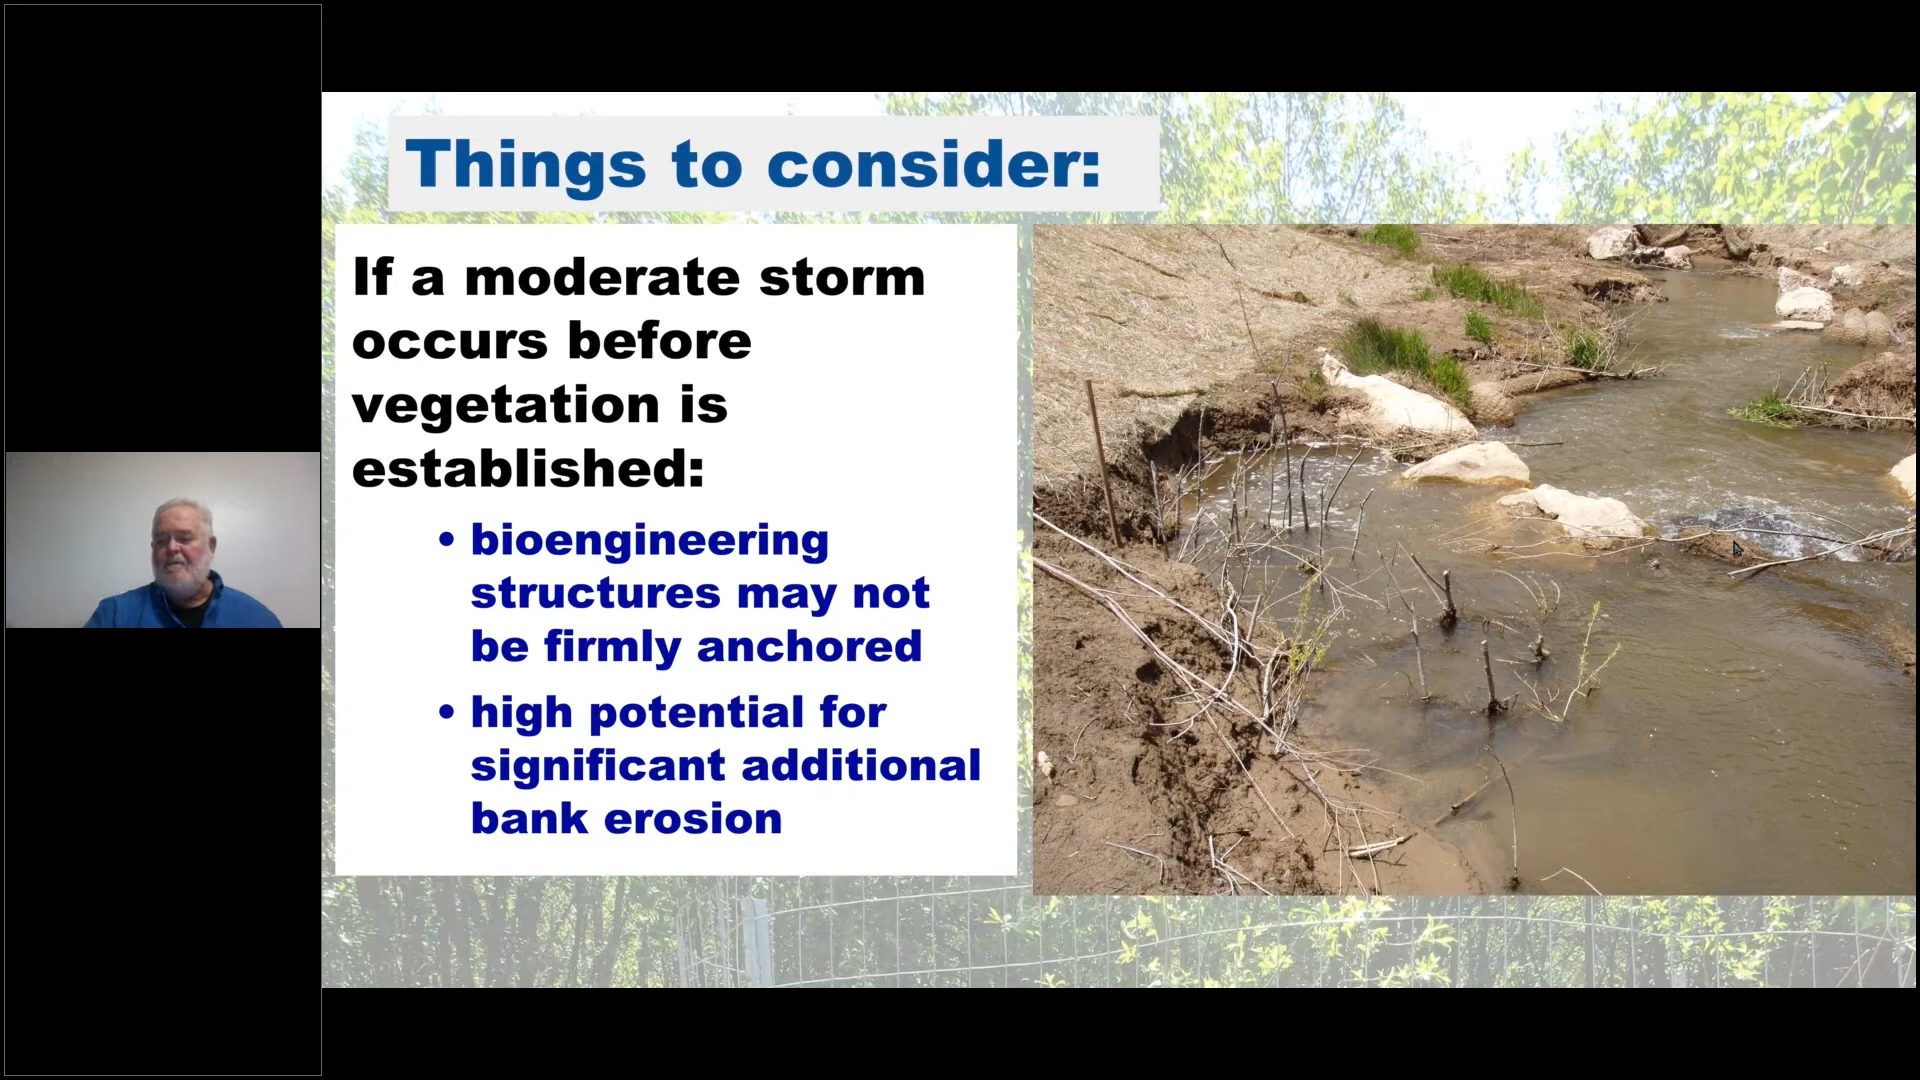 Things to consider:
If a moderate storm
occurs before
vegetation is
established:
• bioengineering
structures may not
be firmly anchored
• high potential for
significant additional
bank erosion